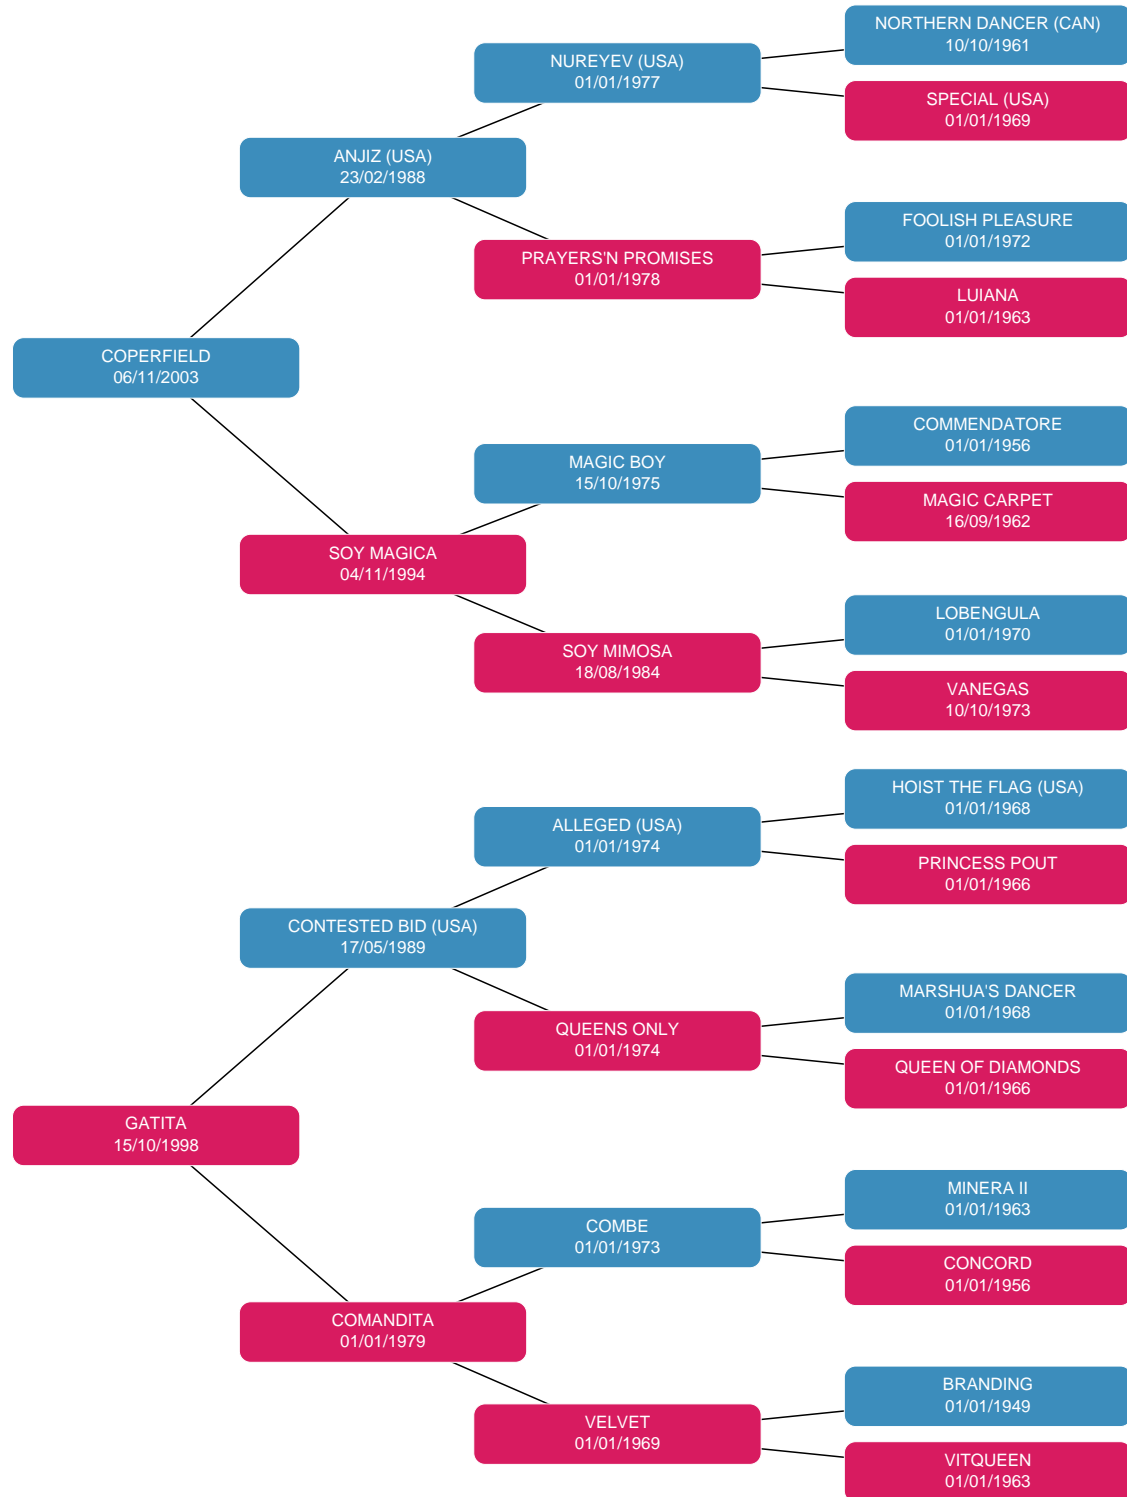 NORTHERN DANCER (CAN)
10/10/1961
NUREYEV (USA)
01/01/1977
SPECIAL (USA)
01/01/1969
ANJIZ (USA)
23/02/1988
FOOLISH PLEASURE
01/01/1972
PRAYERS'N PROMISES
01/01/1978
LUIANA
01/01/1963
COPERFIELD
06/11/2003
COMMENDATORE
01/01/1956
MAGIC BOY
15/10/1975
MAGIC CARPET
16/09/1962
SOY MAGICA
04/11/1994
LOBENGULA
01/01/1970
SOY MIMOSA
18/08/1984
VANEGAS
10/10/1973
HOIST THE FLAG (USA)
01/01/1968
ALLEGED (USA)
01/01/1974
PRINCESS POUT
01/01/1966
CONTESTED BID (USA)
17/05/1989
MARSHUA'S DANCER
01/01/1968
QUEENS ONLY
01/01/1974
QUEEN OF DIAMONDS
01/01/1966
GATITA
15/10/1998
MINERA II
01/01/1963
COMBE
01/01/1973
CONCORD
01/01/1956
COMANDITA
01/01/1979
BRANDING
01/01/1949
VELVET
01/01/1969
VITQUEEN
01/01/1963